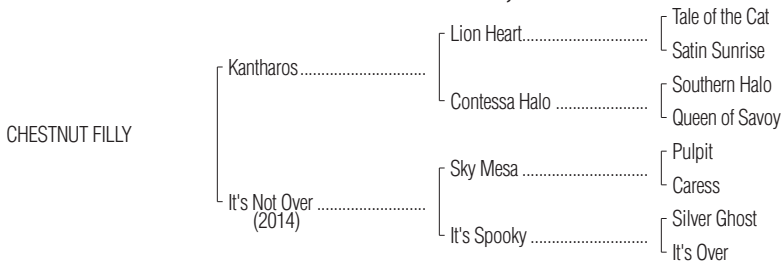 Tale of the Cat
Lion Heart
Satin Sunrise
Kantharos
Southern Halo
Contessa Halo
Queen of Savoy
CHESTNUT FILLY
Pulpit
Sky Mesa
Caress
It's Not Over
(2014)
Silver Ghost
It's Spooky
It's Over